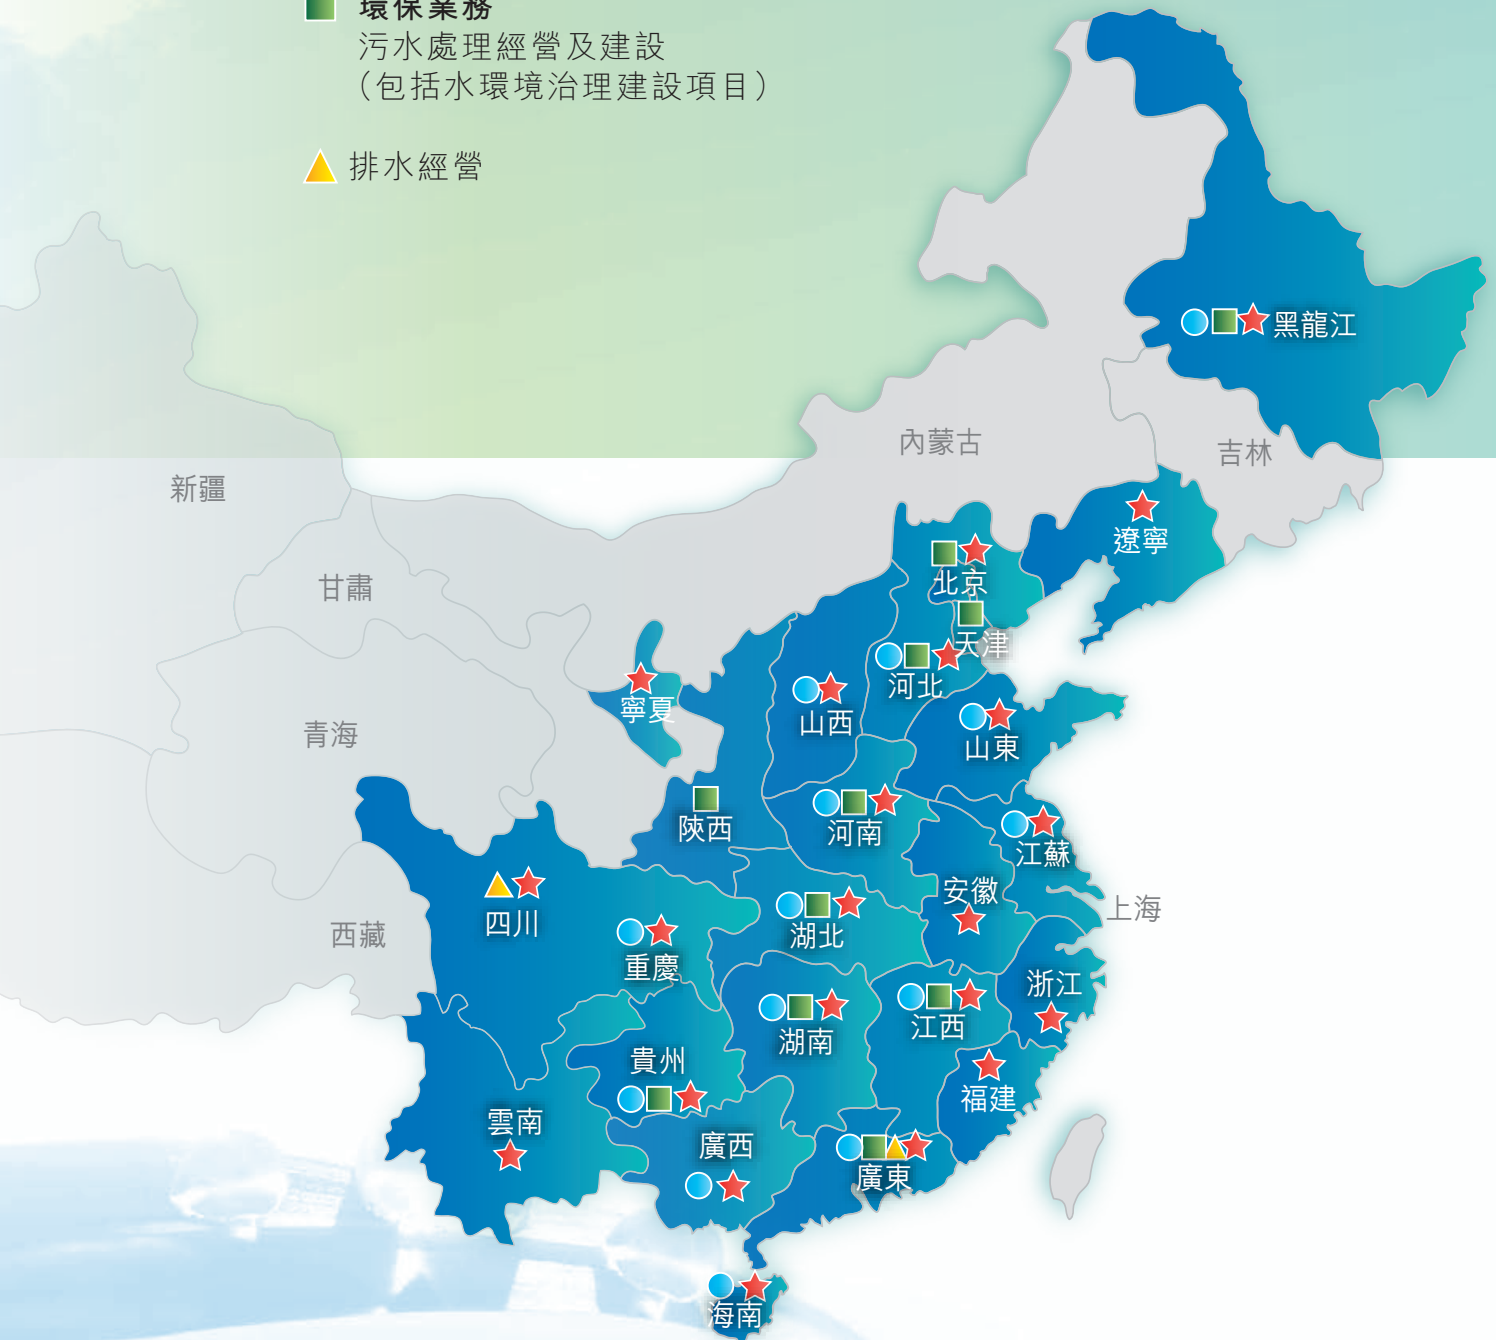 環保業務
污水處理經營及建設
（包括水環境治理建設項目）
排水經營
黑龍江
內蒙古
吉林
新疆
遼寧
北京
甘肅
天津
河北
寧夏
山西
青海
山東
陝西
河南
江蘇
安徽
上海
四川
西藏
湖北
重慶
浙江
江西
湖南
貴州
福建
雲南
廣西
廣東
海南